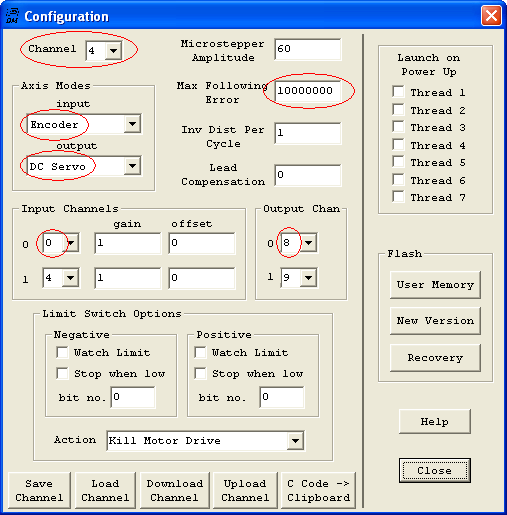 Configuration
Channel 4
Microstepper
Amplitude 60
Axis Modes
input
Encoder
output
DC Servo
Max Following
Error 10000000
Inv Dist Per
Cycle 1
Lead
Compensation 0
Launch on
Power Up
Thread 1
Thread 2
Thread 3
Thread 4
Thread 5
Thread 6
Thread 7
Input Channels
gain offset
0 0 1 0
1 4 1 0
Output Chan
0 8
1 9
Flash
User Memory
New Version
Recovery
Limit Switch Options
Negative
Watch Limit
Stop when low
bit no. 0
Positive
Watch Limit
Stop when low
bit no. 0
Action Kill Motor Drive
Help
Close
Save
Channel
Load
Channel
Download
Channel
Upload
Channel
C Code ->
Clipboard